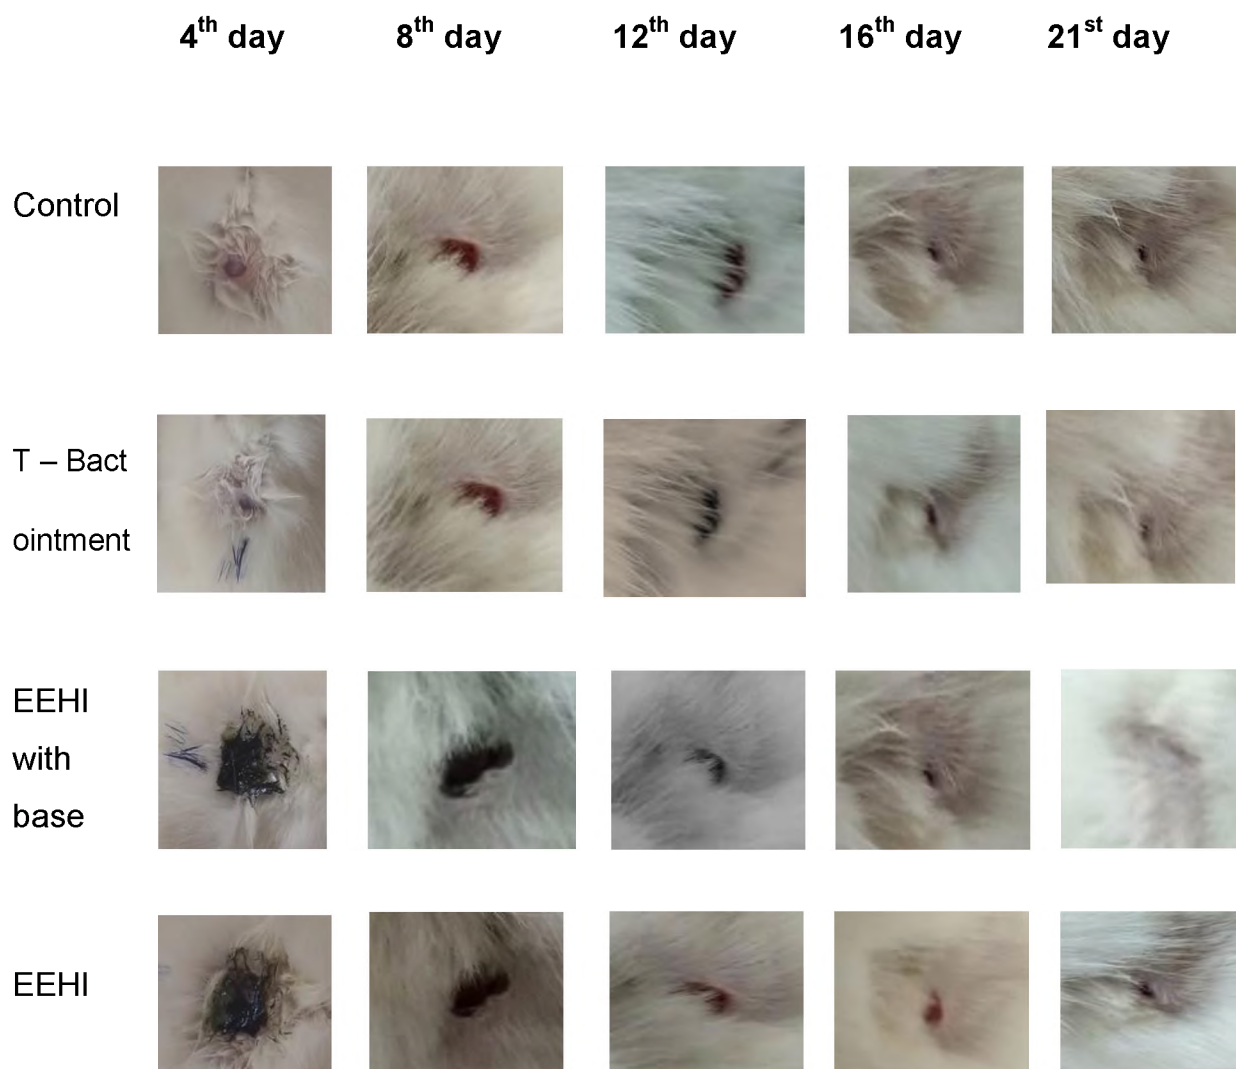 4th day 8th day 12th day 16th day 21st day
Control
T – Bact
ointment
EEHI
with
base
EEHI